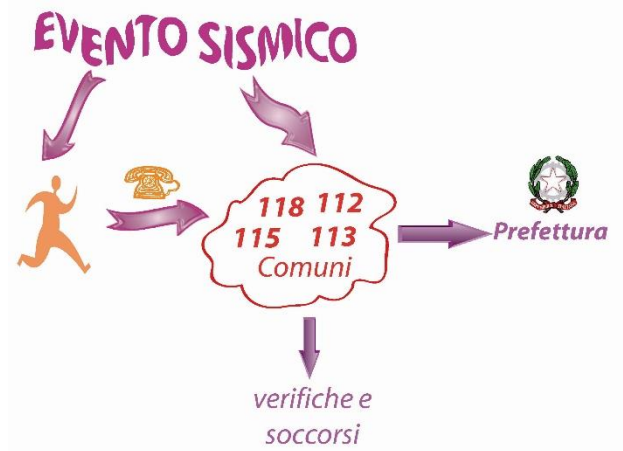 EVENTO SISMICO
118 112
115 113
Comuni
Prefettura
verifiche e
soccorsi